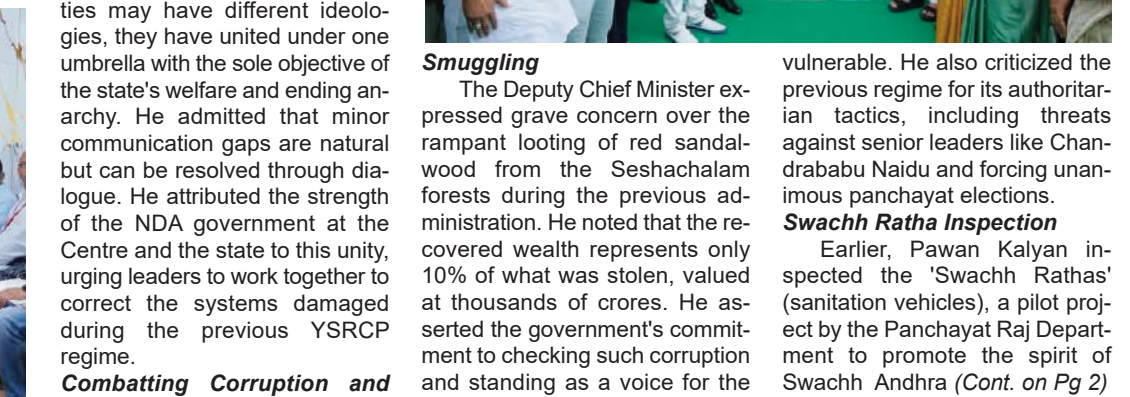 ties may have different ideolo-
gies, they have united under one
umbrella with the sole objective of
the state's welfare and ending an-
archy. He admitted that minor
communication gaps are natural
but can be resolved through dia-
logue. He attributed the strength
of the NDA government at the
Centre and the state to this unity,
urging leaders to work together to
correct the systems damaged
during the previous YSRCP
regime.
Combatting Corruption and
Smuggling
The Deputy Chief Minister ex-
pressed grave concern over the
rampant looting of red sandal-
wood from the Seshachalam
forests during the previous ad-
ministration. He noted that the re-
covered wealth represents only
10% of what was stolen, valued
at thousands of crores. He as-
serted the government's commit-
ment to checking such corruption
and standing as a voice for the
vulnerable. He also criticized the
previous regime for its authoritar-
ian tactics, including threats
against senior leaders like Chan-
drababu Naidu and forcing unan-
imous panchayat elections.
Swachh Ratha Inspection
Earlier, Pawan Kalyan in-
spected the 'Swachh Rathas'
(sanitation vehicles), a pilot proj-
ect by the Panchayat Raj Depart-
ment to promote the spirit of
Swachh Andhra (Cont. on Pg 2)